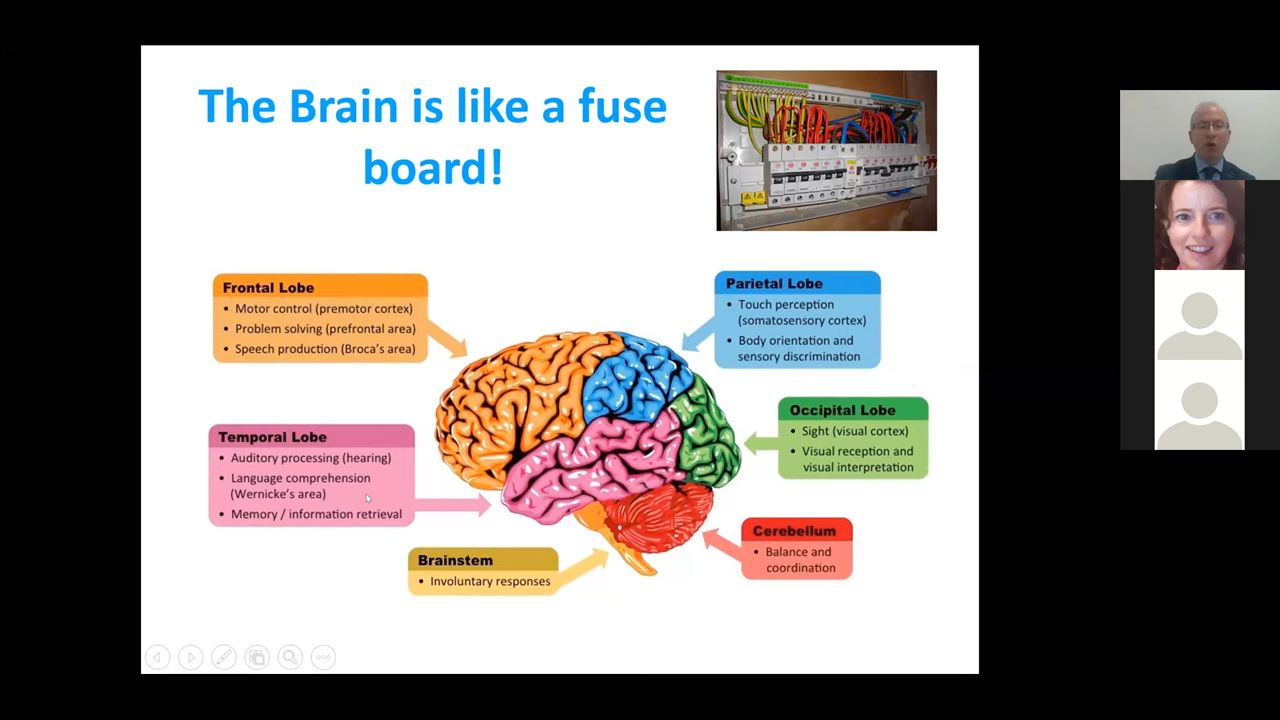 The Brain is like a fuse
board!
Frontal Lobe
• Motor control (premotor cortex)
• Problem solving (prefrontal area)
• Speech production (Broca's area)
Parietal Lobe
• Touch perception
(somatosensory cortex)
• Body orientation and
sensory discrimination
Temporal Lobe
• Auditory processing (hearing)
• Language comprehension
(Wernicke's area)
• Memory / information retrieval
Occipital Lobe
• Sight (visual cortex)
• Visual reception and
visual interpretation
Brainstem
• Involuntary responses
Cerebellum
• Balance and
coordination